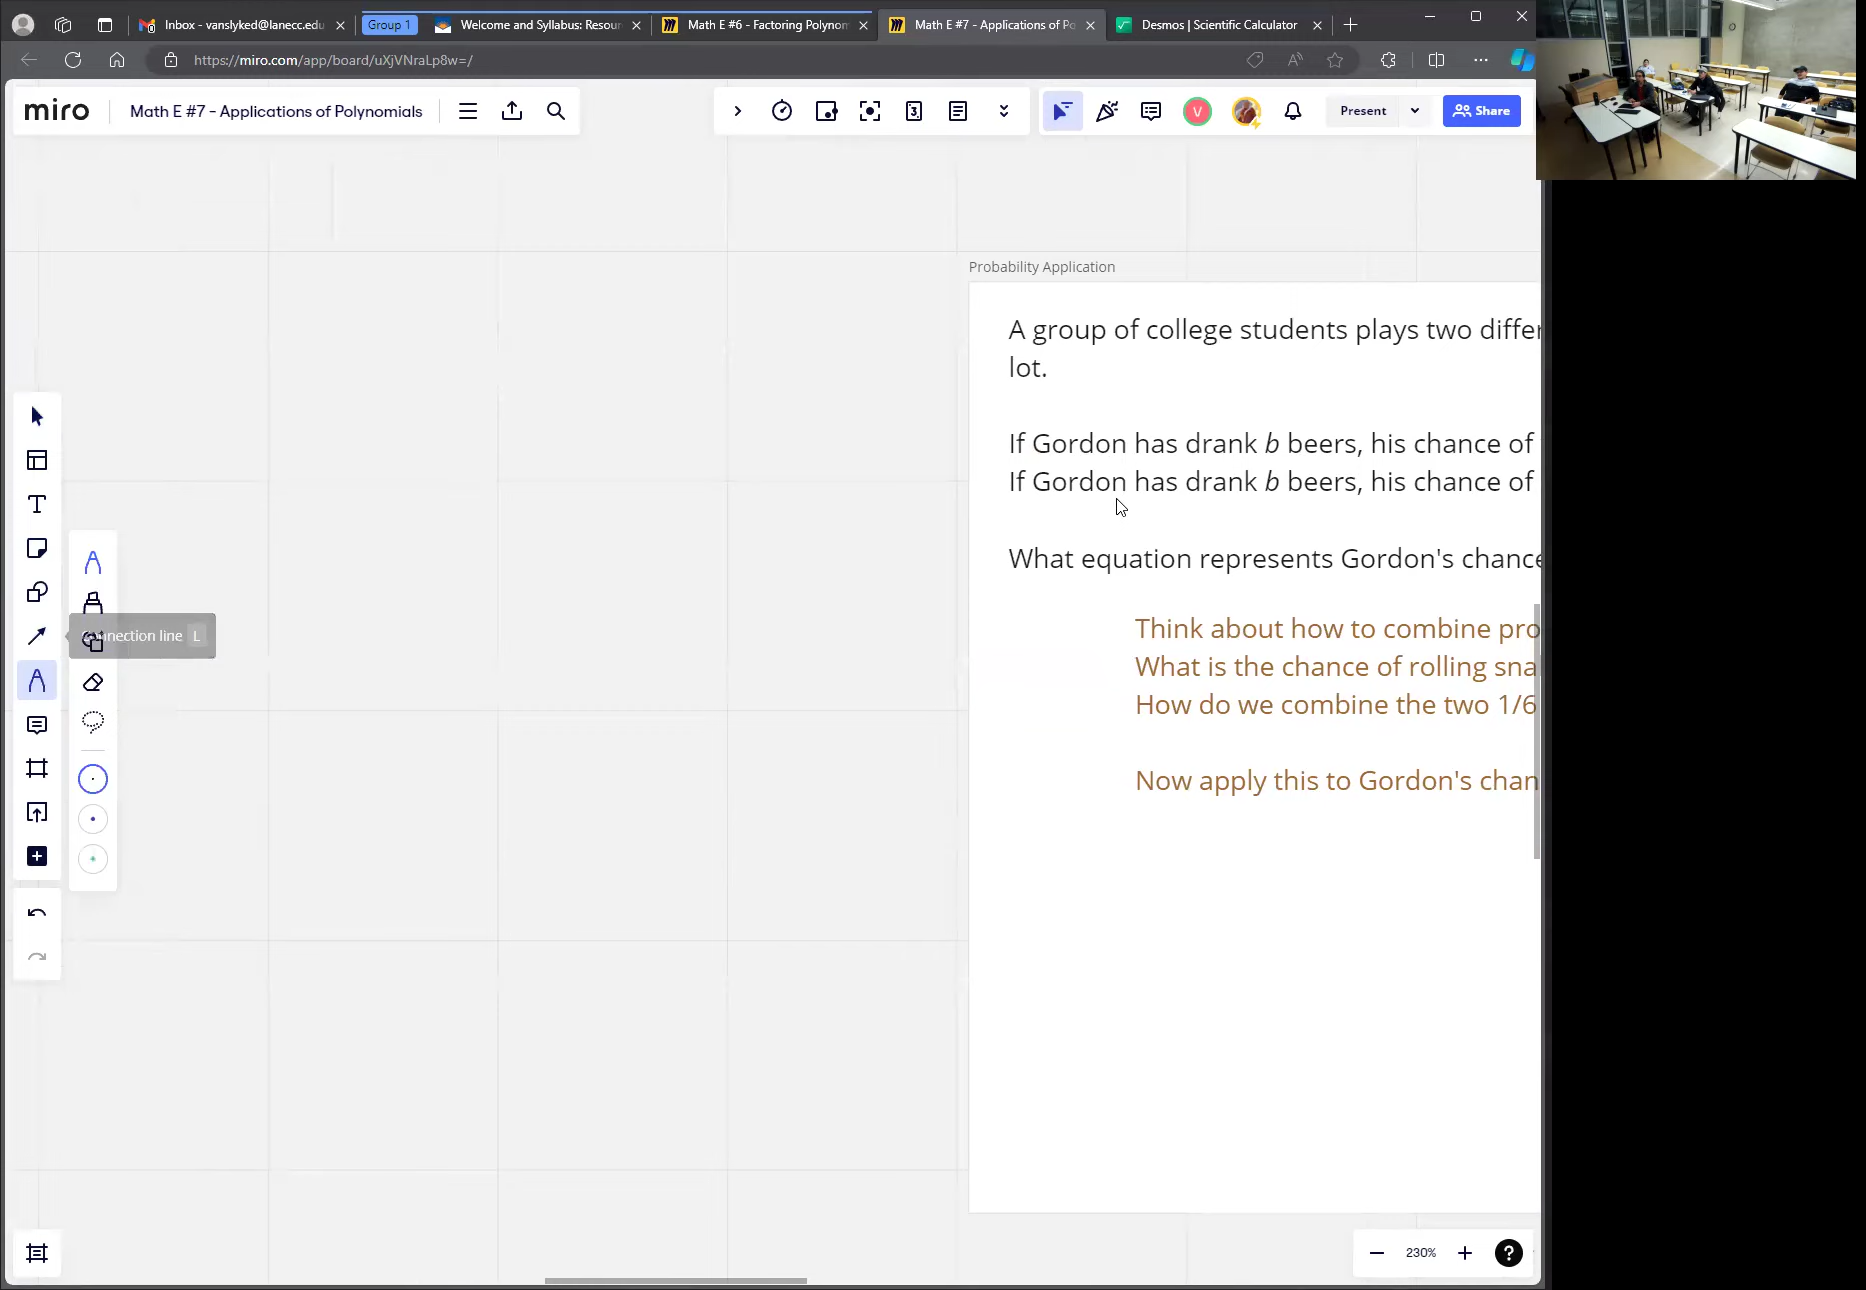 Inbox - vanslyked@lanecc.edu
Group 1
Welcome and Syllabus: Resour
Math E #6 - Factoring Polynom
Math E #7 - Applications of Po
Desmos | Scientific Calculator
https://miro.com/app/board/uXjVNraLp8w=/
miro
Math E #7 - Applications of Polynomials
V
Present
Share
Probability Application
A group of college students plays two differ
lot.
If Gordon has drank b beers, his chance of
If Gordon has drank b beers, his chance of
What equation represents Gordon's chance
Think about how to combine pro
What is the chance of rolling sna
How do we combine the two 1/6
Now apply this to Gordon's chan
nnection line L
230%